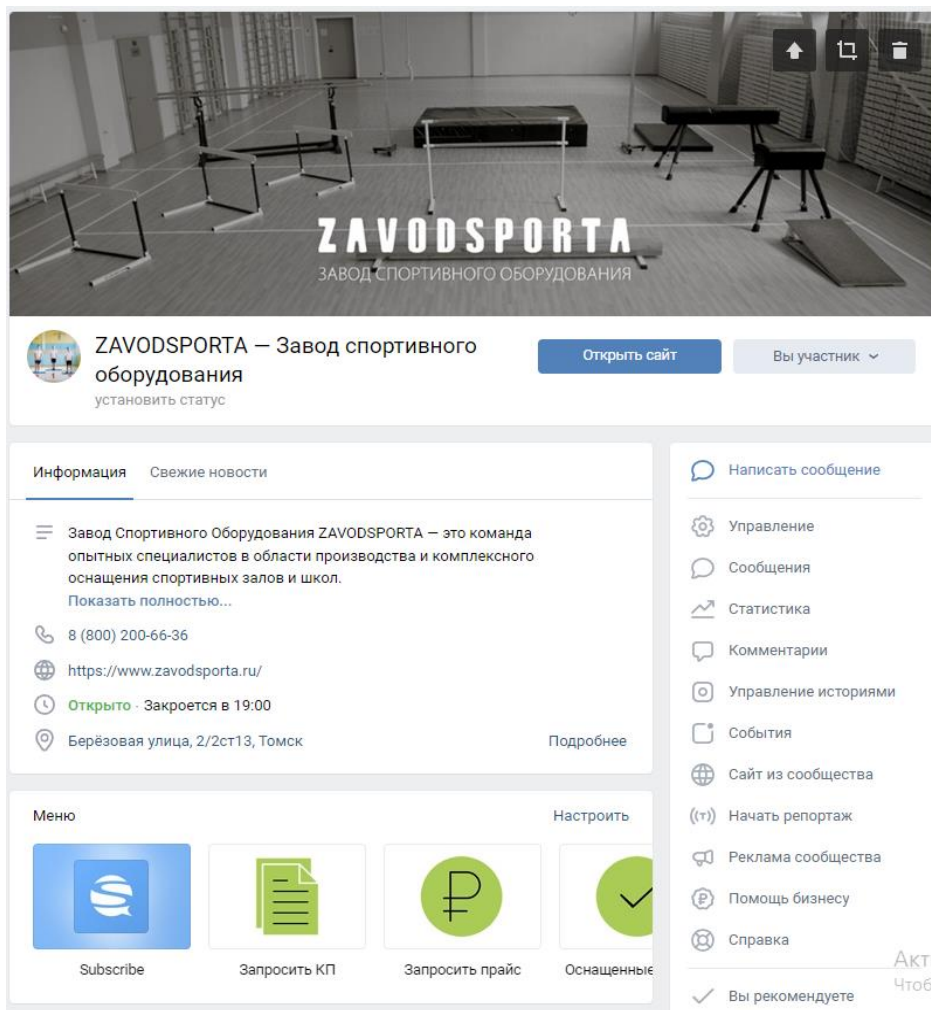 ZAVODSPORTA
ЗАВОД СПОРТИВНОГО ОБОРУДОВАНИЯ
ZAVODSPORTA — Завод спортивного
оборудования
установить статус
Открыть сайт
Вы участник
Информация
Свежие новости
Завод Спортивного Оборудования ZAVODSPORTA — это команда
опытных специалистов в области производства и комплексного
оснащения спортивных залов и школ.
Показать полностью...
8 (800) 200-66-36
https://www.zavodsporta.ru/
Открыто · Закроется в 19:00
Берёзовая улица, 2/2ст13, Томск
Подробнее
Меню
Настроить
Subscribe
Запросить КП
Запросить прайс
Оснащенные
Написать сообщение
Управление
Сообщения
Статистика
Комментарии
Управление историями
События
Сайт из сообщества
Начать репортаж
Реклама сообщества
Помощь бизнесу
Справка
Вы рекомендуете
Акт
Чтоб